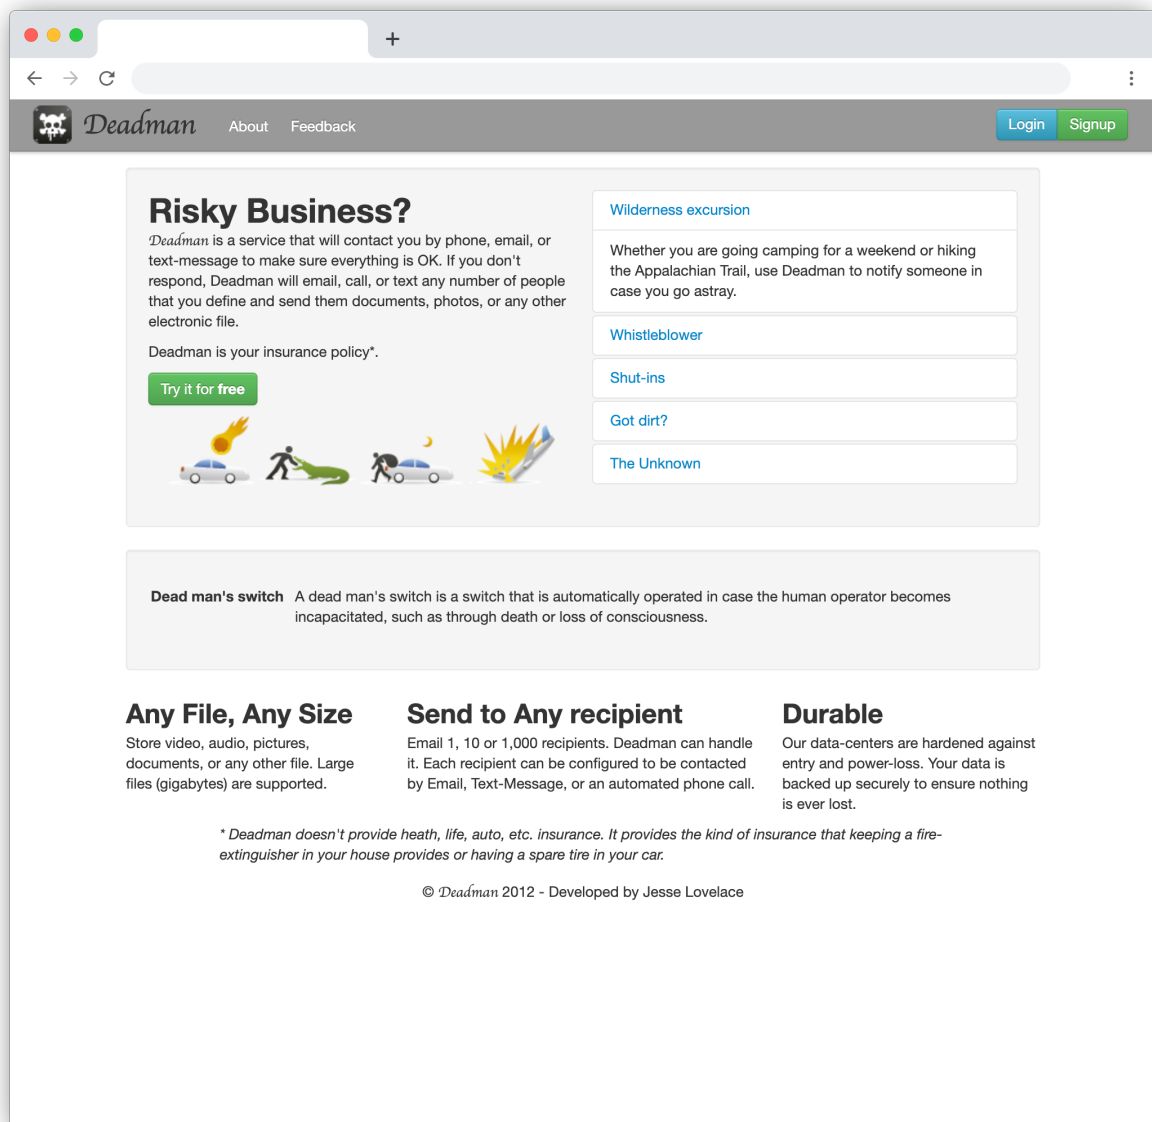 Deadman
About
Feedback
Login
Signup
Risky Business?
Deadman is a service that will contact you by phone, email, or
text-message to make sure everything is OK. If you don't
respond, Deadman will email, call, or text any number of people
that you define and send them documents, photos, or any other
electronic file.
Deadman is your insurance policy*.
Try it for free
Wilderness excursion
Whether you are going camping for a weekend or hiking
the Appalachian Trail, use Deadman to notify someone in
case you go astray.
Whistleblower
Shut-ins
Got dirt?
The Unknown
Dead man's switch
A dead man's switch is a switch that is automatically operated in case the human operator becomes
incapacitated, such as through death or loss of consciousness.
Any File, Any Size
Store video, audio, pictures,
documents, or any other file. Large
files (gigabytes) are supported.
Send to Any recipient
Email 1, 10 or 1,000 recipients. Deadman can handle
it. Each recipient can be configured to be contacted
by Email, Text-Message, or an automated phone call.
Durable
Our data-centers are hardened against
entry and power-loss. Your data is
backed up securely to ensure nothing
is ever lost.
* Deadman doesn't provide heath, life, auto, etc. insurance. It provides the kind of insurance that keeping a fire-
extinguisher in your house provides or having a spare tire in your car.
© Deadman 2012 - Developed by Jesse Lovelace